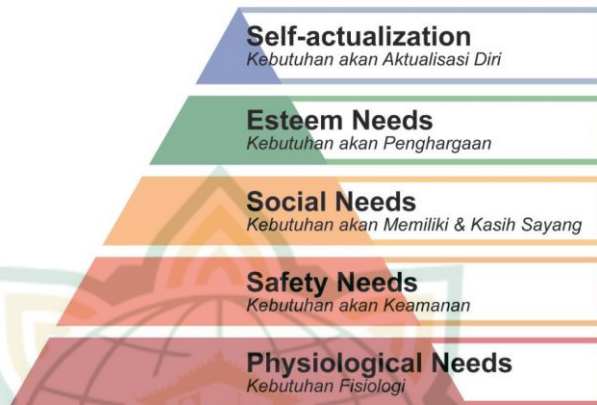 Self-actualization
Kebutuhan akan Aktualisasi Diri
Esteem Needs
Kebutuhan akan Penghargaan
Social Needs
Kebutuhan akan Memiliki & Kasih Sayang
Safety Needs
Kebutuhan akan Keamanan
Physiological Needs
Kebutuhan Fisiologi